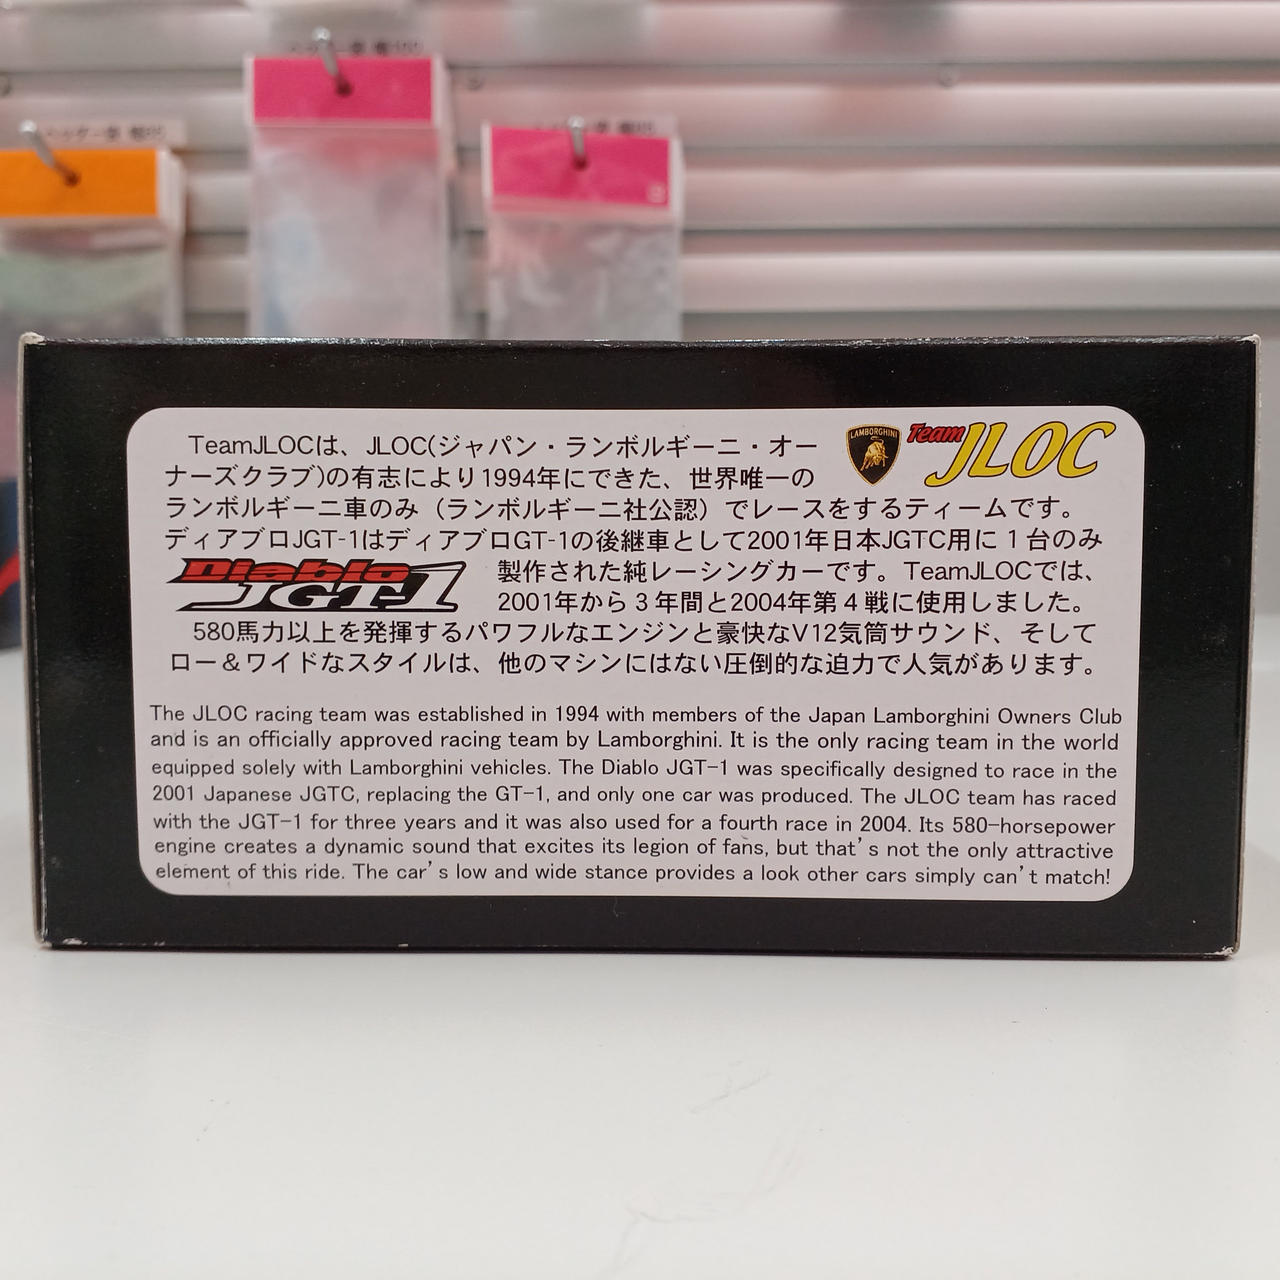 TeamJLOCは、JLOC(ジャパン・ランボルギーニ・オー
ナーズクラブ)の有志により1994年にできた、世界唯一の
ランボルギーニ車のみ（ランボルギーニ社公認）でレースをするティームです。
ディアブロJGT-1はディアブロGT-1の後継車として2001年日本JGTC用に1台のみ
製作された純レーシングカーです。TeamJLOCでは、
2001年から3年間と2004年第4戦に使用しました。
580馬力以上を発揮するパワフルなエンジンと豪快なV12気筒サウンド、そして
ロー＆ワイドなスタイルは、他のマシンにはない圧倒的な迫力で人気があります。
LAMBORGHINI
Team JLOC
Diablo
JGT-1
The JLOC racing team was established in 1994 with members of the Japan Lamborghini Owners Club
and is an officially approved racing team by Lamborghini. It is the only racing team in the world
equipped solely with Lamborghini vehicles. The Diablo JGT-1 was specifically designed to race in the
2001 Japanese JGTC, replacing the GT-1, and only one car was produced. The JLOC team has raced
with the JGT-1 for three years and it was also used for a fourth race in 2004. Its 580-horsepower
engine creates a dynamic sound that excites its legion of fans, but that's not the only attractive
element of this ride. The car's low and wide stance provides a look other cars simply can't match!